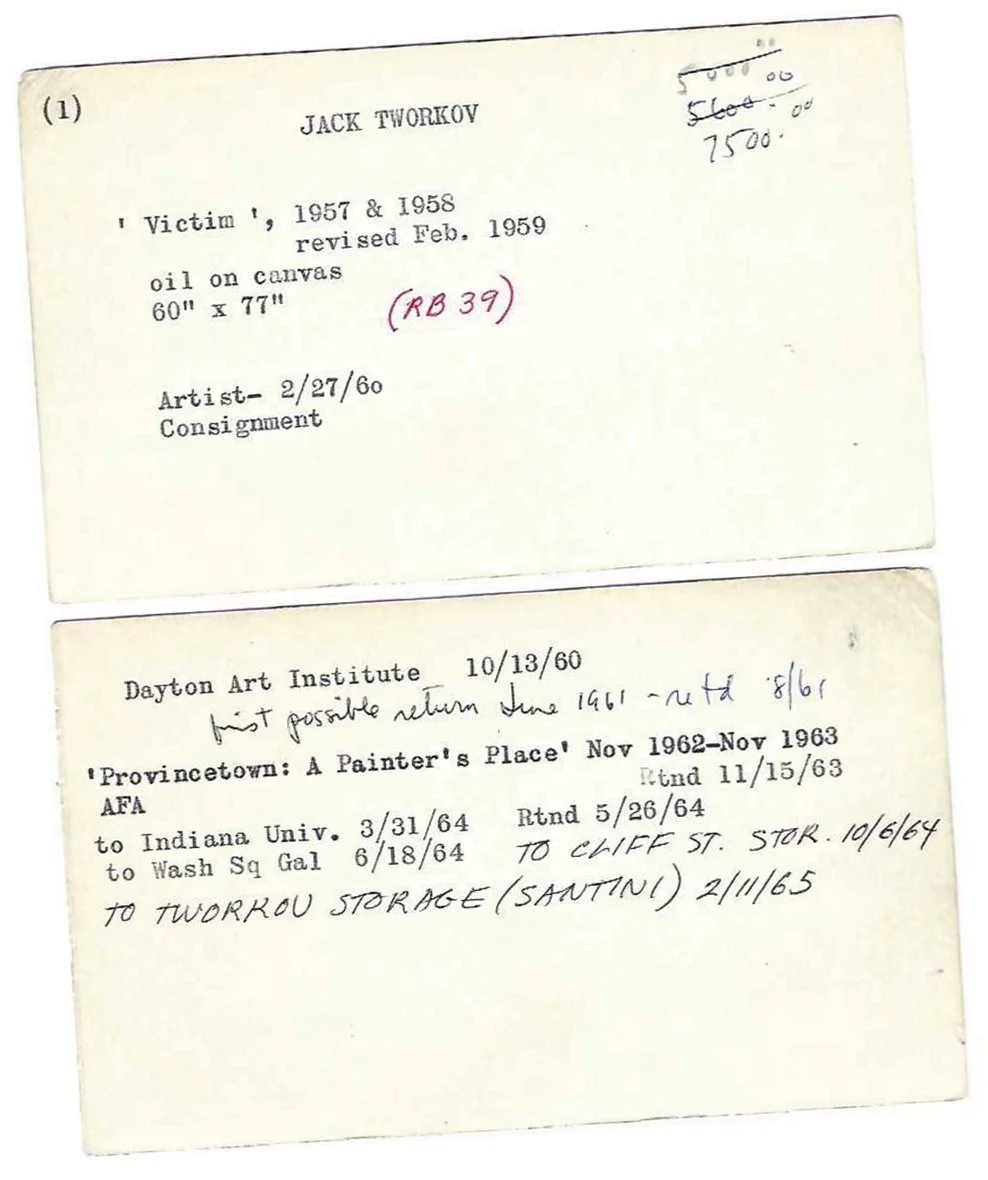 (1)
JACK TWORKOV
5000 00
5600 - 00
7500.00
' Victim ', 1957 & 1958
revised Feb. 1959
oil on canvas
60" x 77"
(RB 39)
Artist- 2/27/60
Consignment
Dayton Art Institute 10/13/60
first possible return June 1961 - retd 8/61
'Provincetown: A Painter's Place' Nov 1962-Nov 1963
AFA Rtnd 11/15/63
to Indiana Univ. 3/31/64 Rtnd 5/26/64
to Wash Sq Gal 6/18/64 TO CLIFF ST. STOR. 10/6/64
TO TWORKOV STORAGE (SANTINI) 2/11/65